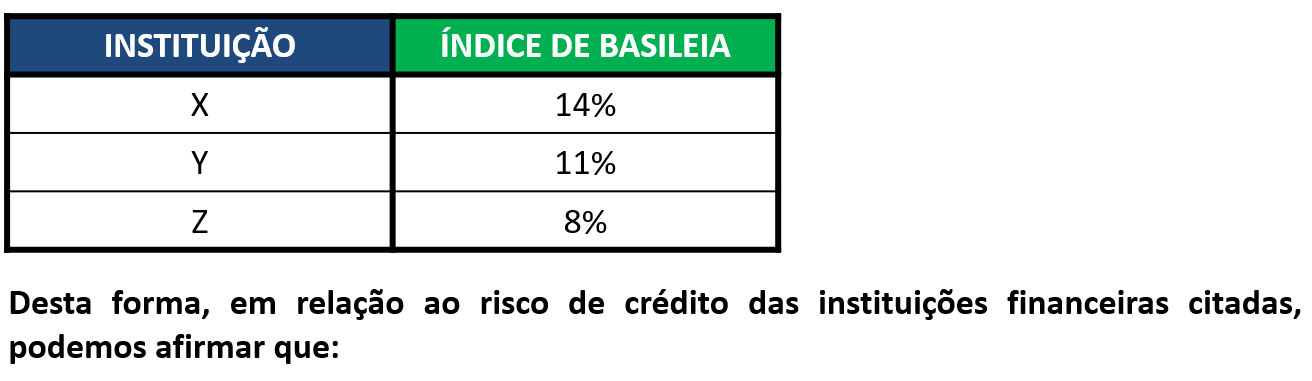 INSTITUIÇÃO ÍNDICE DE BASILEIA
X 14%
Y 11%
Z 8%
Desta forma, em relação ao risco de crédito das instituições financeiras citadas,
podemos afirmar que: